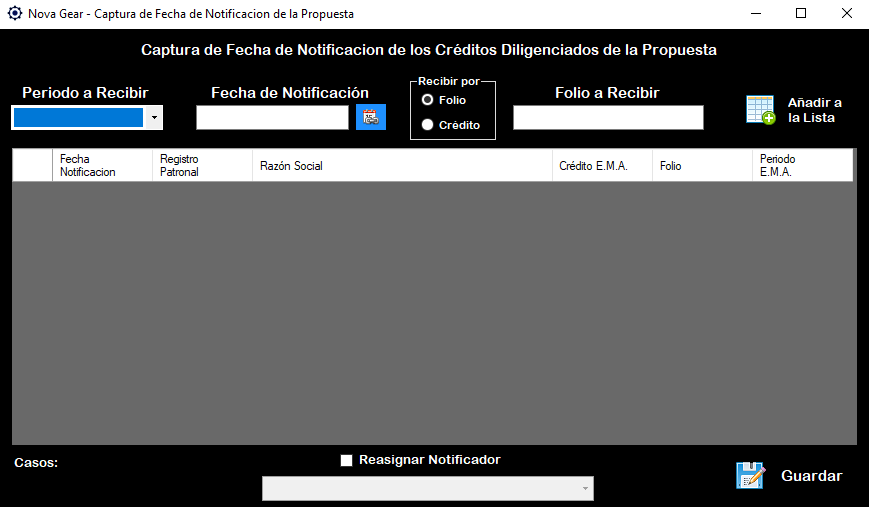 Nova Gear - Captura de Fecha de Notificacion de la Propuesta
Captura de Fecha de Notificacion de los Créditos Diligenciados de la Propuesta
Periodo a Recibir
Fecha de Notificación
Recibir por
Folio
Crédito
Folio a Recibir
Añadir a
la Lista
Fecha
Notificacion
Registro
Patronal
Razón Social
Crédito E.M.A.
Folio
Periodo
E.M.A.
Casos:
Reasignar Notificador
Guardar